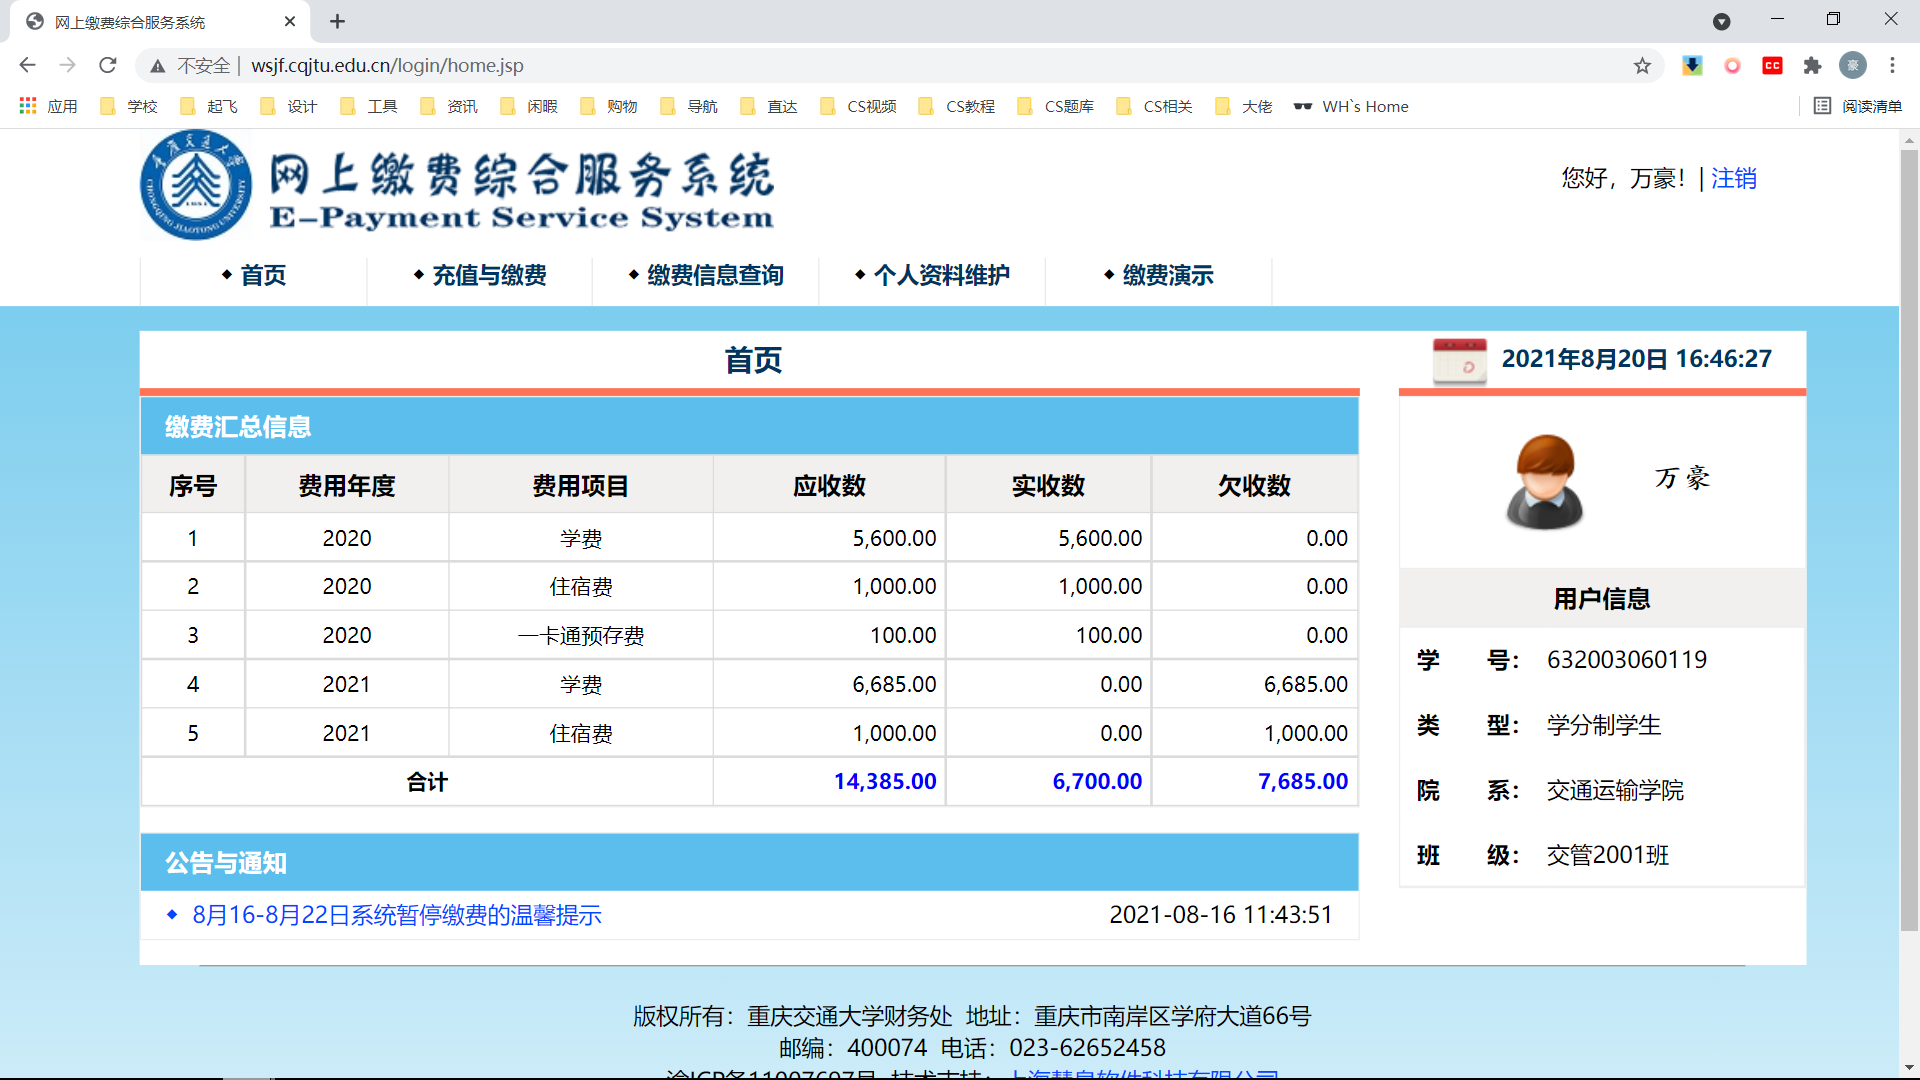 网上缴费综合服务系统
不安全 | wsjf.cqjtu.edu.cn/login/home.jsp
CC 豪
应用 学校 起飞 设计 工具 资讯 闲暇 购物 导航 直达 CS视频 CS教程 CS题库 CS相关 大佬 WH`s Home 阅读清单
重庆交通大学
CHONGQING JIAOTONG UNIVERSITY
网上缴费综合服务系统
E-Payment Service System
您好，万豪！ | 注销
首页 充值与缴费 缴费信息查询 个人资料维护 缴费演示
首页
2021年8月20日 16:46:27
缴费汇总信息
序号 费用年度 费用项目 应收数 实收数 欠收数
1 2020 学费 5,600.00 5,600.00 0.00
2 2020 住宿费 1,000.00 1,000.00 0.00
3 2020 一卡通预存费 100.00 100.00 0.00
4 2021 学费 6,685.00 0.00 6,685.00
5 2021 住宿费 1,000.00 0.00 1,000.00
合计 14,385.00 6,700.00 7,685.00
万豪
用户信息
学 号： 632003060119
类 型： 学分制学生
院 系： 交通运输学院
班 级： 交管2001班
公告与通知
8月16-8月22日系统暂停缴费的温馨提示 2021-08-16 11:43:51
版权所有：重庆交通大学财务处 地址：重庆市南岸区学府大道66号
邮编：400074 电话：023-62652458